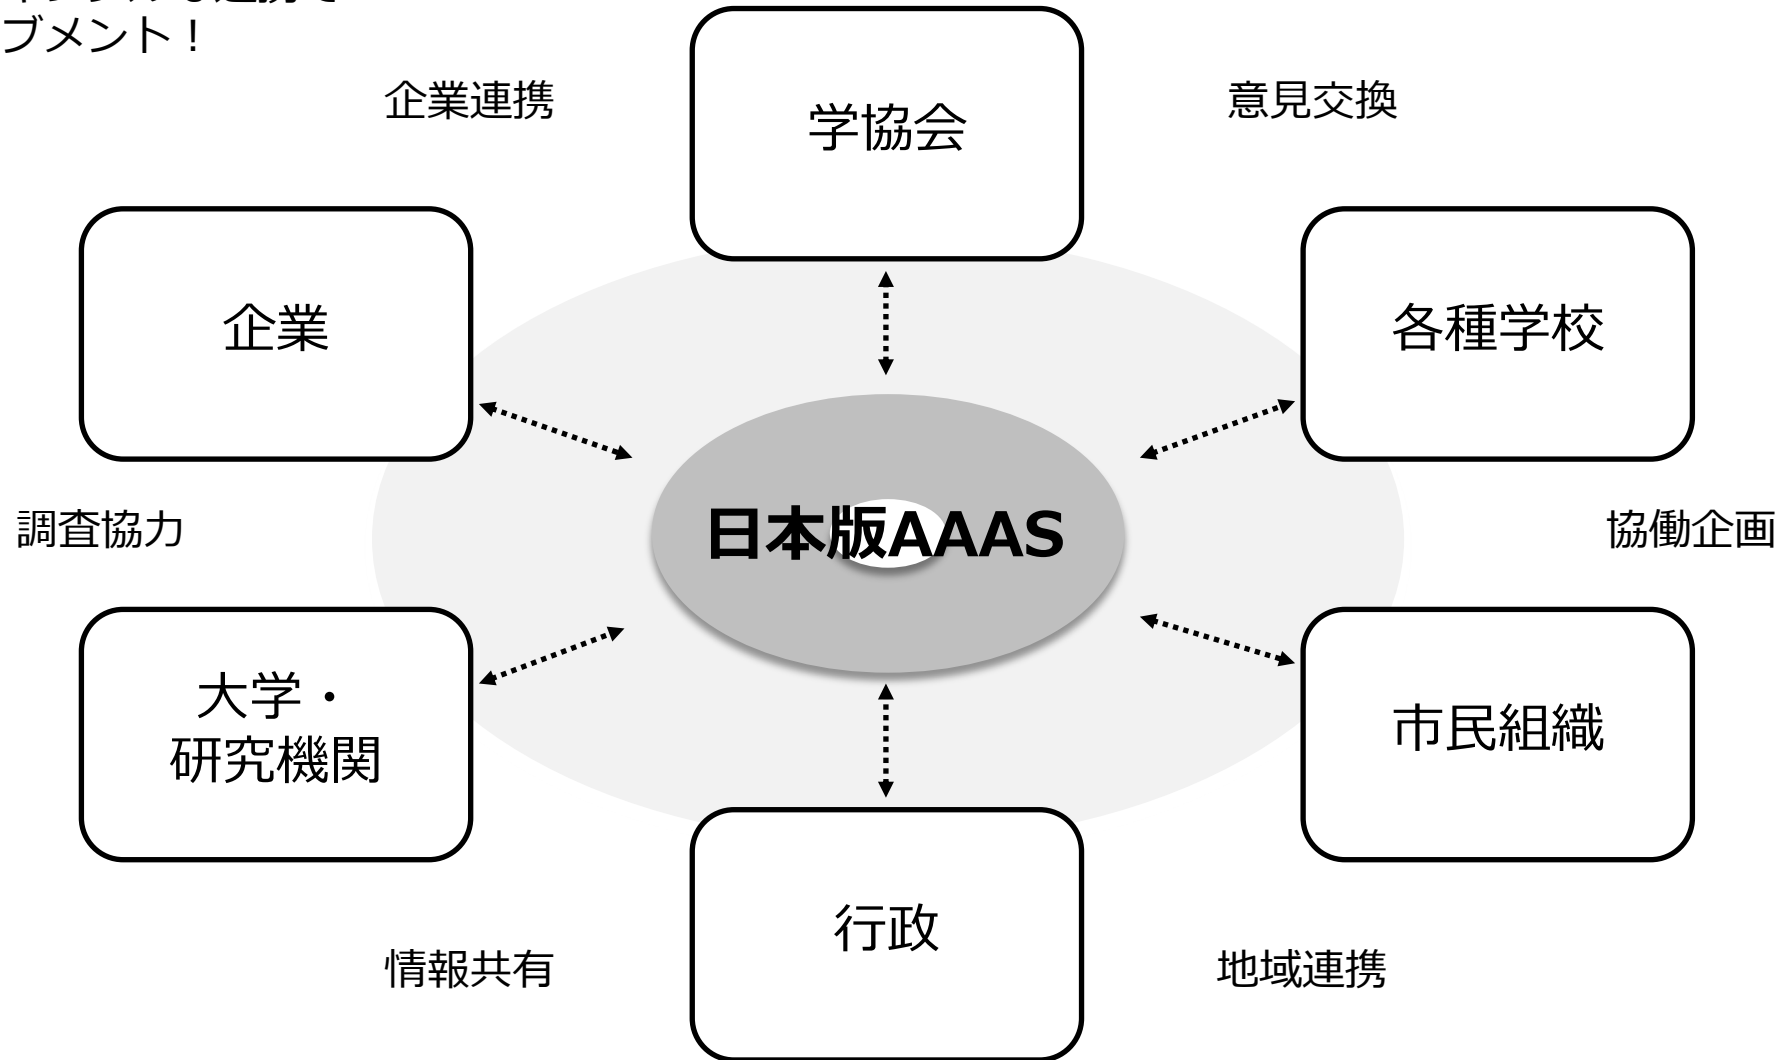 ブメント！
企業連携
学協会
意見交換
企業
各種学校
調査協力
日本版AAAS
協働企画
大学・
研究機関
市民組織
行政
情報共有
地域連携